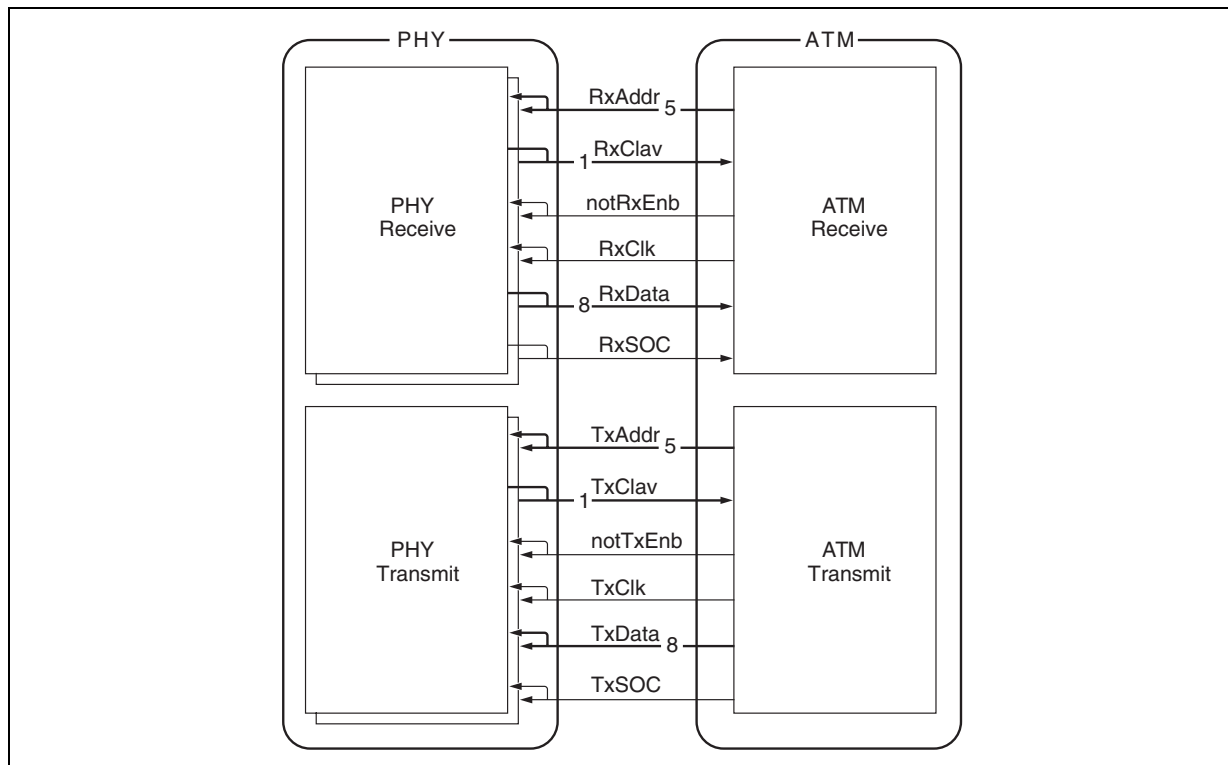 PHY
ATM
PHY
Receive
RxAddr
5
RxClav
1
notRxEnb
RxClk
RxData
8
RxSOC
ATM
Receive
PHY
Transmit
TxAddr
5
TxClav
1
notTxEnb
TxClk
TxData
8
TxSOC
ATM
Transmit